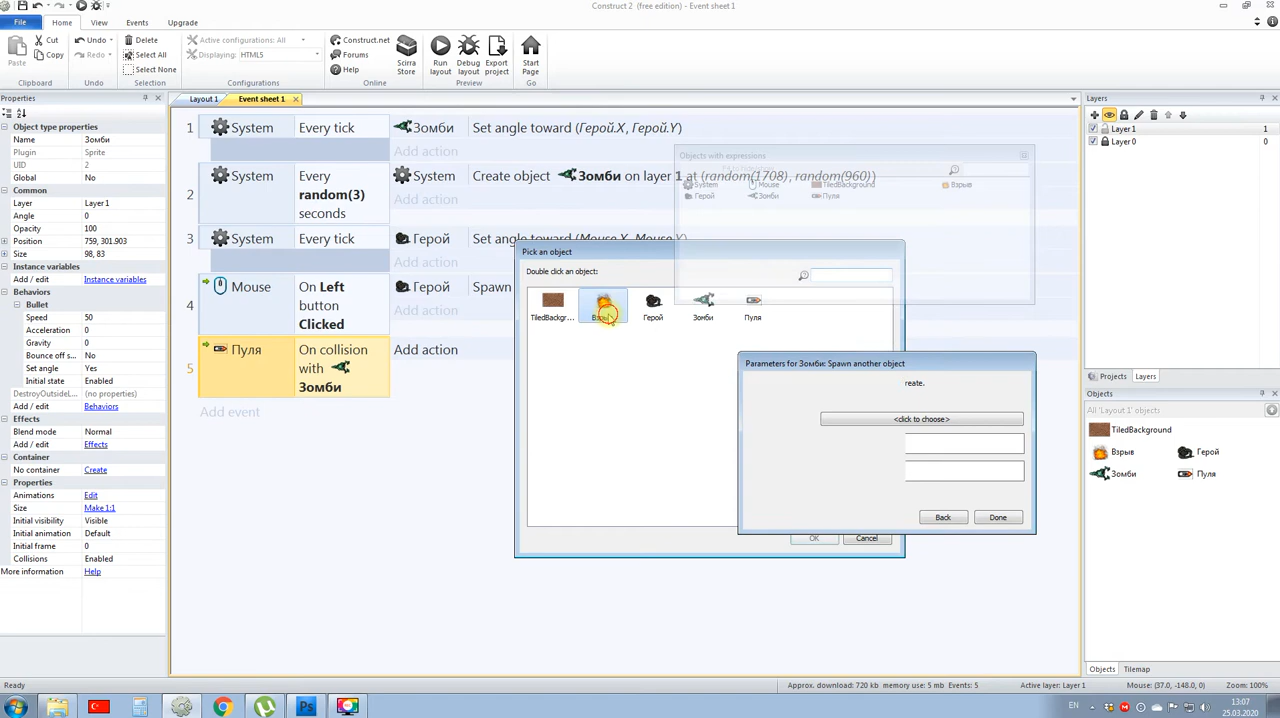 Construct 2 (free edition) - Event sheet 1
File
Home
View
Events
Upgrade
Paste
Cut
Copy
Clipboard
Undo
Redo
Undo
Delete
Select All
Select None
Selection
Active configurations: All
Displaying: HTML5
Configurations
Construct.net
Forums
Help
Online
Scirra Store
Run layout
Debug layout
Preview
Export project
Start Page
Go
Properties
Object type properties
Name Зомби
Plugin Sprite
UID 2
Global No
Common
Layer Layer 1
Angle 0
Opacity 100
Position 759, 301.903
Size 98, 83
Instance variables
Add / edit Instance variables
Behaviors
Bullet
Speed 50
Acceleration 0
Gravity 0
Bounce off s... No
Set angle Yes
Initial state Enabled
DestroyOutsideL... (no properties)
Add / edit Behaviors
Effects
Blend mode Normal
Add / edit Effects
Container
No container Create
Properties
Animations Edit
Size Make 1:1
Initial visibility Visible
Initial animation Default
Initial frame 0
Collisions Enabled
More information Help
Layout 1
Event sheet 1
1 System Every tick Зомби Set angle toward (Герой.X, Герой.Y)
Add action
2 System Every random(3) seconds System Create object Зомби on layer 1 at (random(1708), random(960))
Add action
3 System Every tick Герой Set angle toward (Mouse.X, Mouse.Y)
4 Mouse On Left button Clicked Герой Spawn
Add action
5 Пуля On collision with Зомби Add action
Add event
Objects with expressions
System Mouse TiledBackground Взрыв
Герой Зомби Пуля
Pick an object
Double click an object:
TiledBackgr... Герой Зомби Пуля
OK Cancel
Parameters for Зомби: Spawn another object
reate.
<click to choose>
Back Done
Layers
Layer 1 1
Layer 0 0
Projects Layers
Objects
All 'Layout 1' objects
TiledBackground
Взрыв Герой
Зомби Пуля
Objects Tilemap
Ready
Approx. download: 720 kb memory use: 5 mb Events: 5
Active layer: Layer 1
Mouse: (37.0, -148.0, 0)
Zoom: 100%
Ps
EN
13:07
25.03.2020